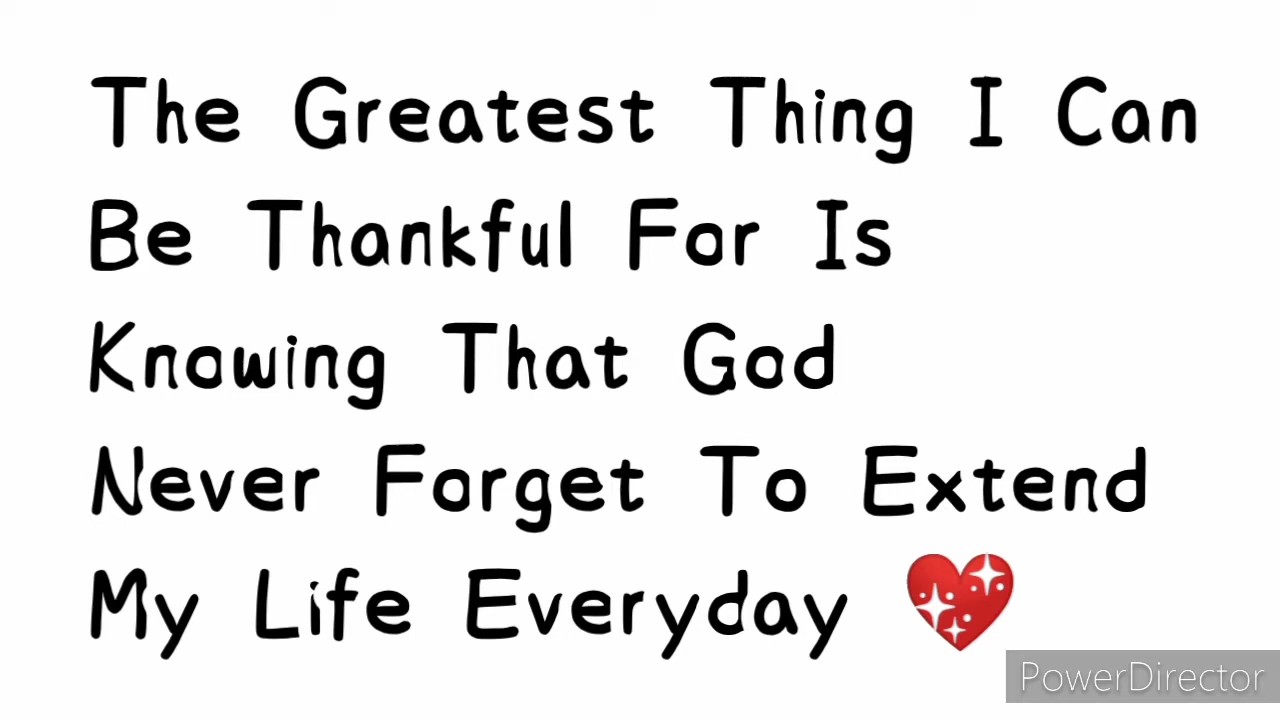 The Greatest Thing I Can
Be Thankful For Is
Knowing That God
Never Forget To Extend
My Life Everyday 💖
PowerDirector